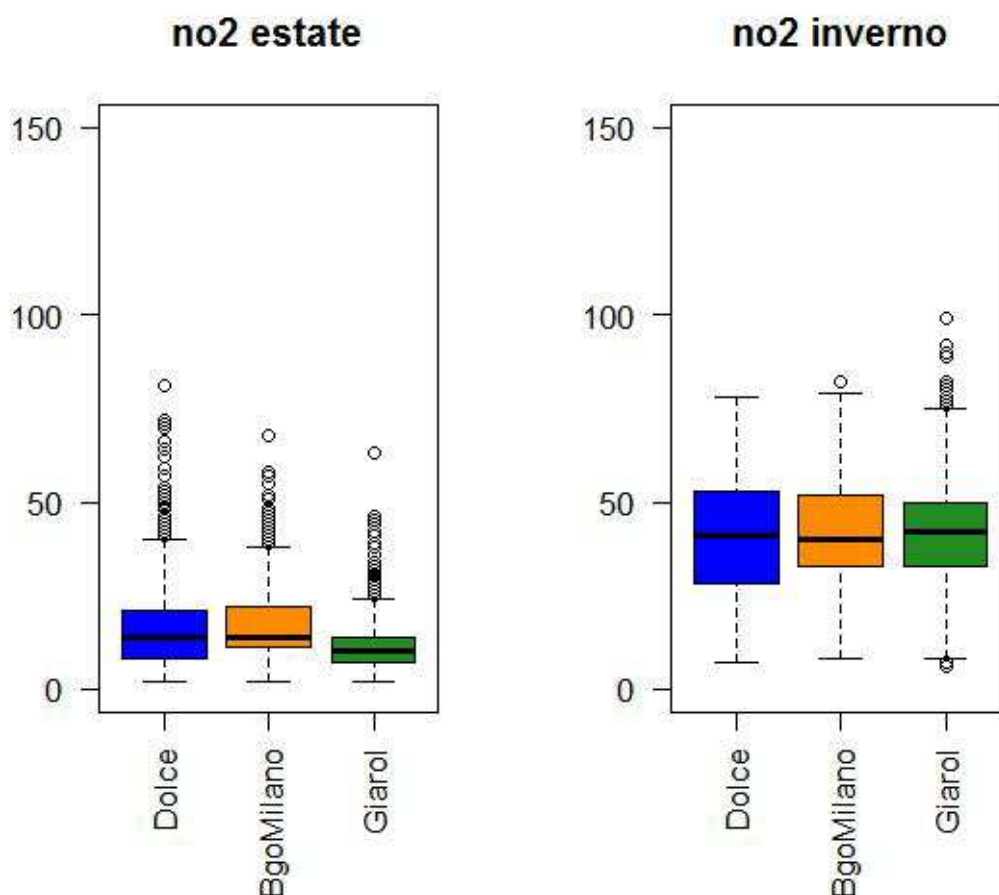 no2 estate
150
100
50
0
Dolce
BgoMilano
Giarol
no2 inverno
150
100
50
0
Dolce
BgoMilano
Giarol